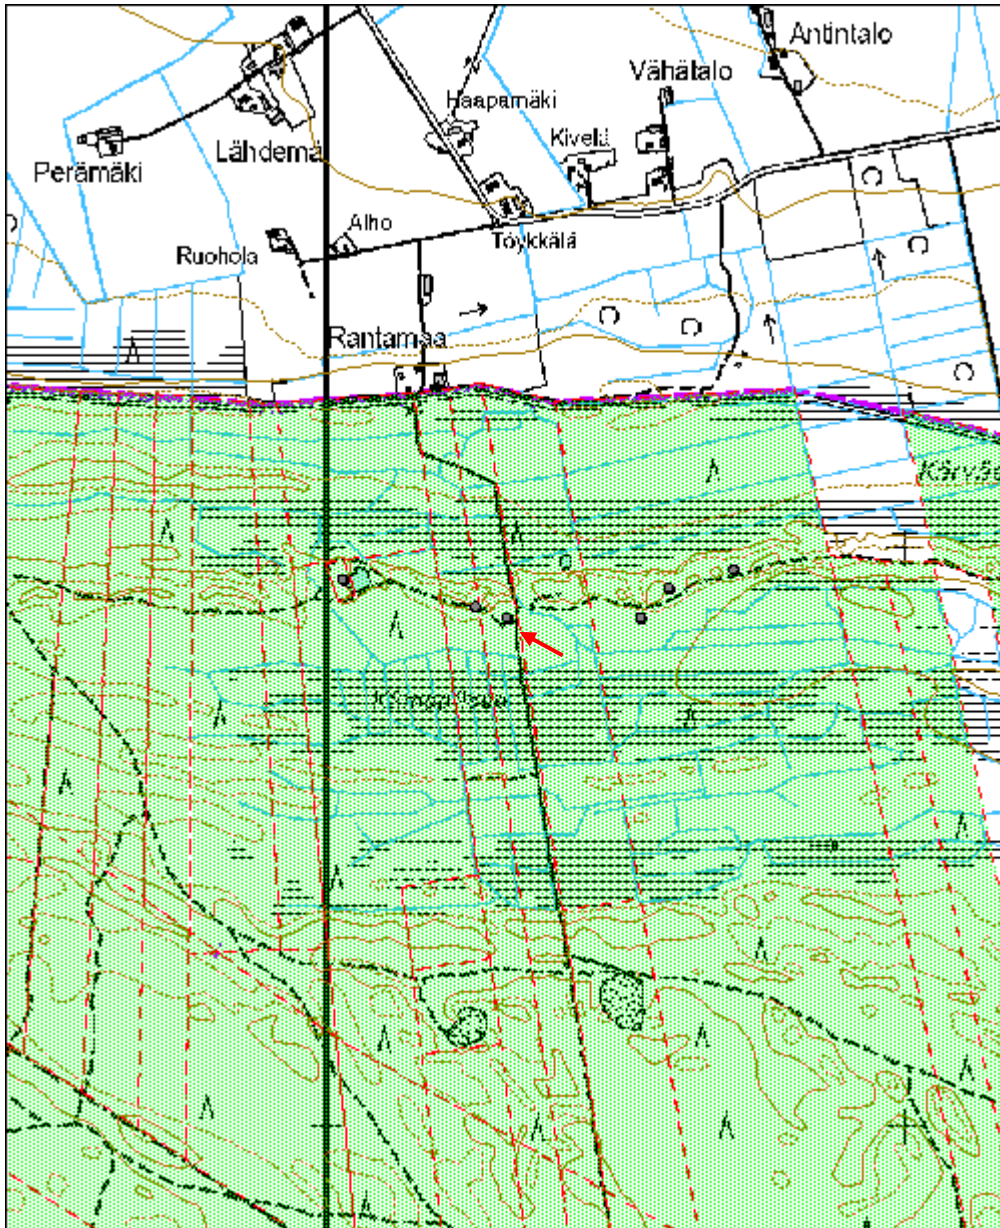 Antintalo
Vähätalo
Haapamäki
Kivelä
Lähdemä
Perämäki
Alho
Töykkälä
Ruohola
Rantamaa